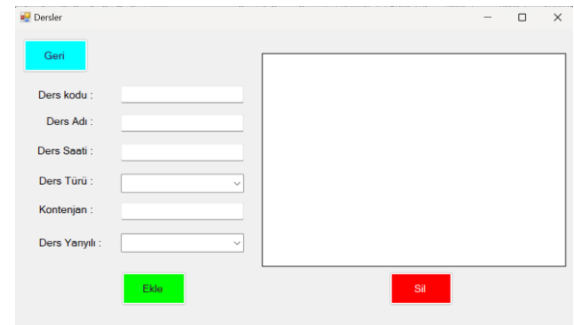 Dersler
Geri
Ders kodu :
Ders Adı :
Ders Saati :
Ders Türü :
Kontenjan :
Ders Yarıyılı :
Ekle
Sil